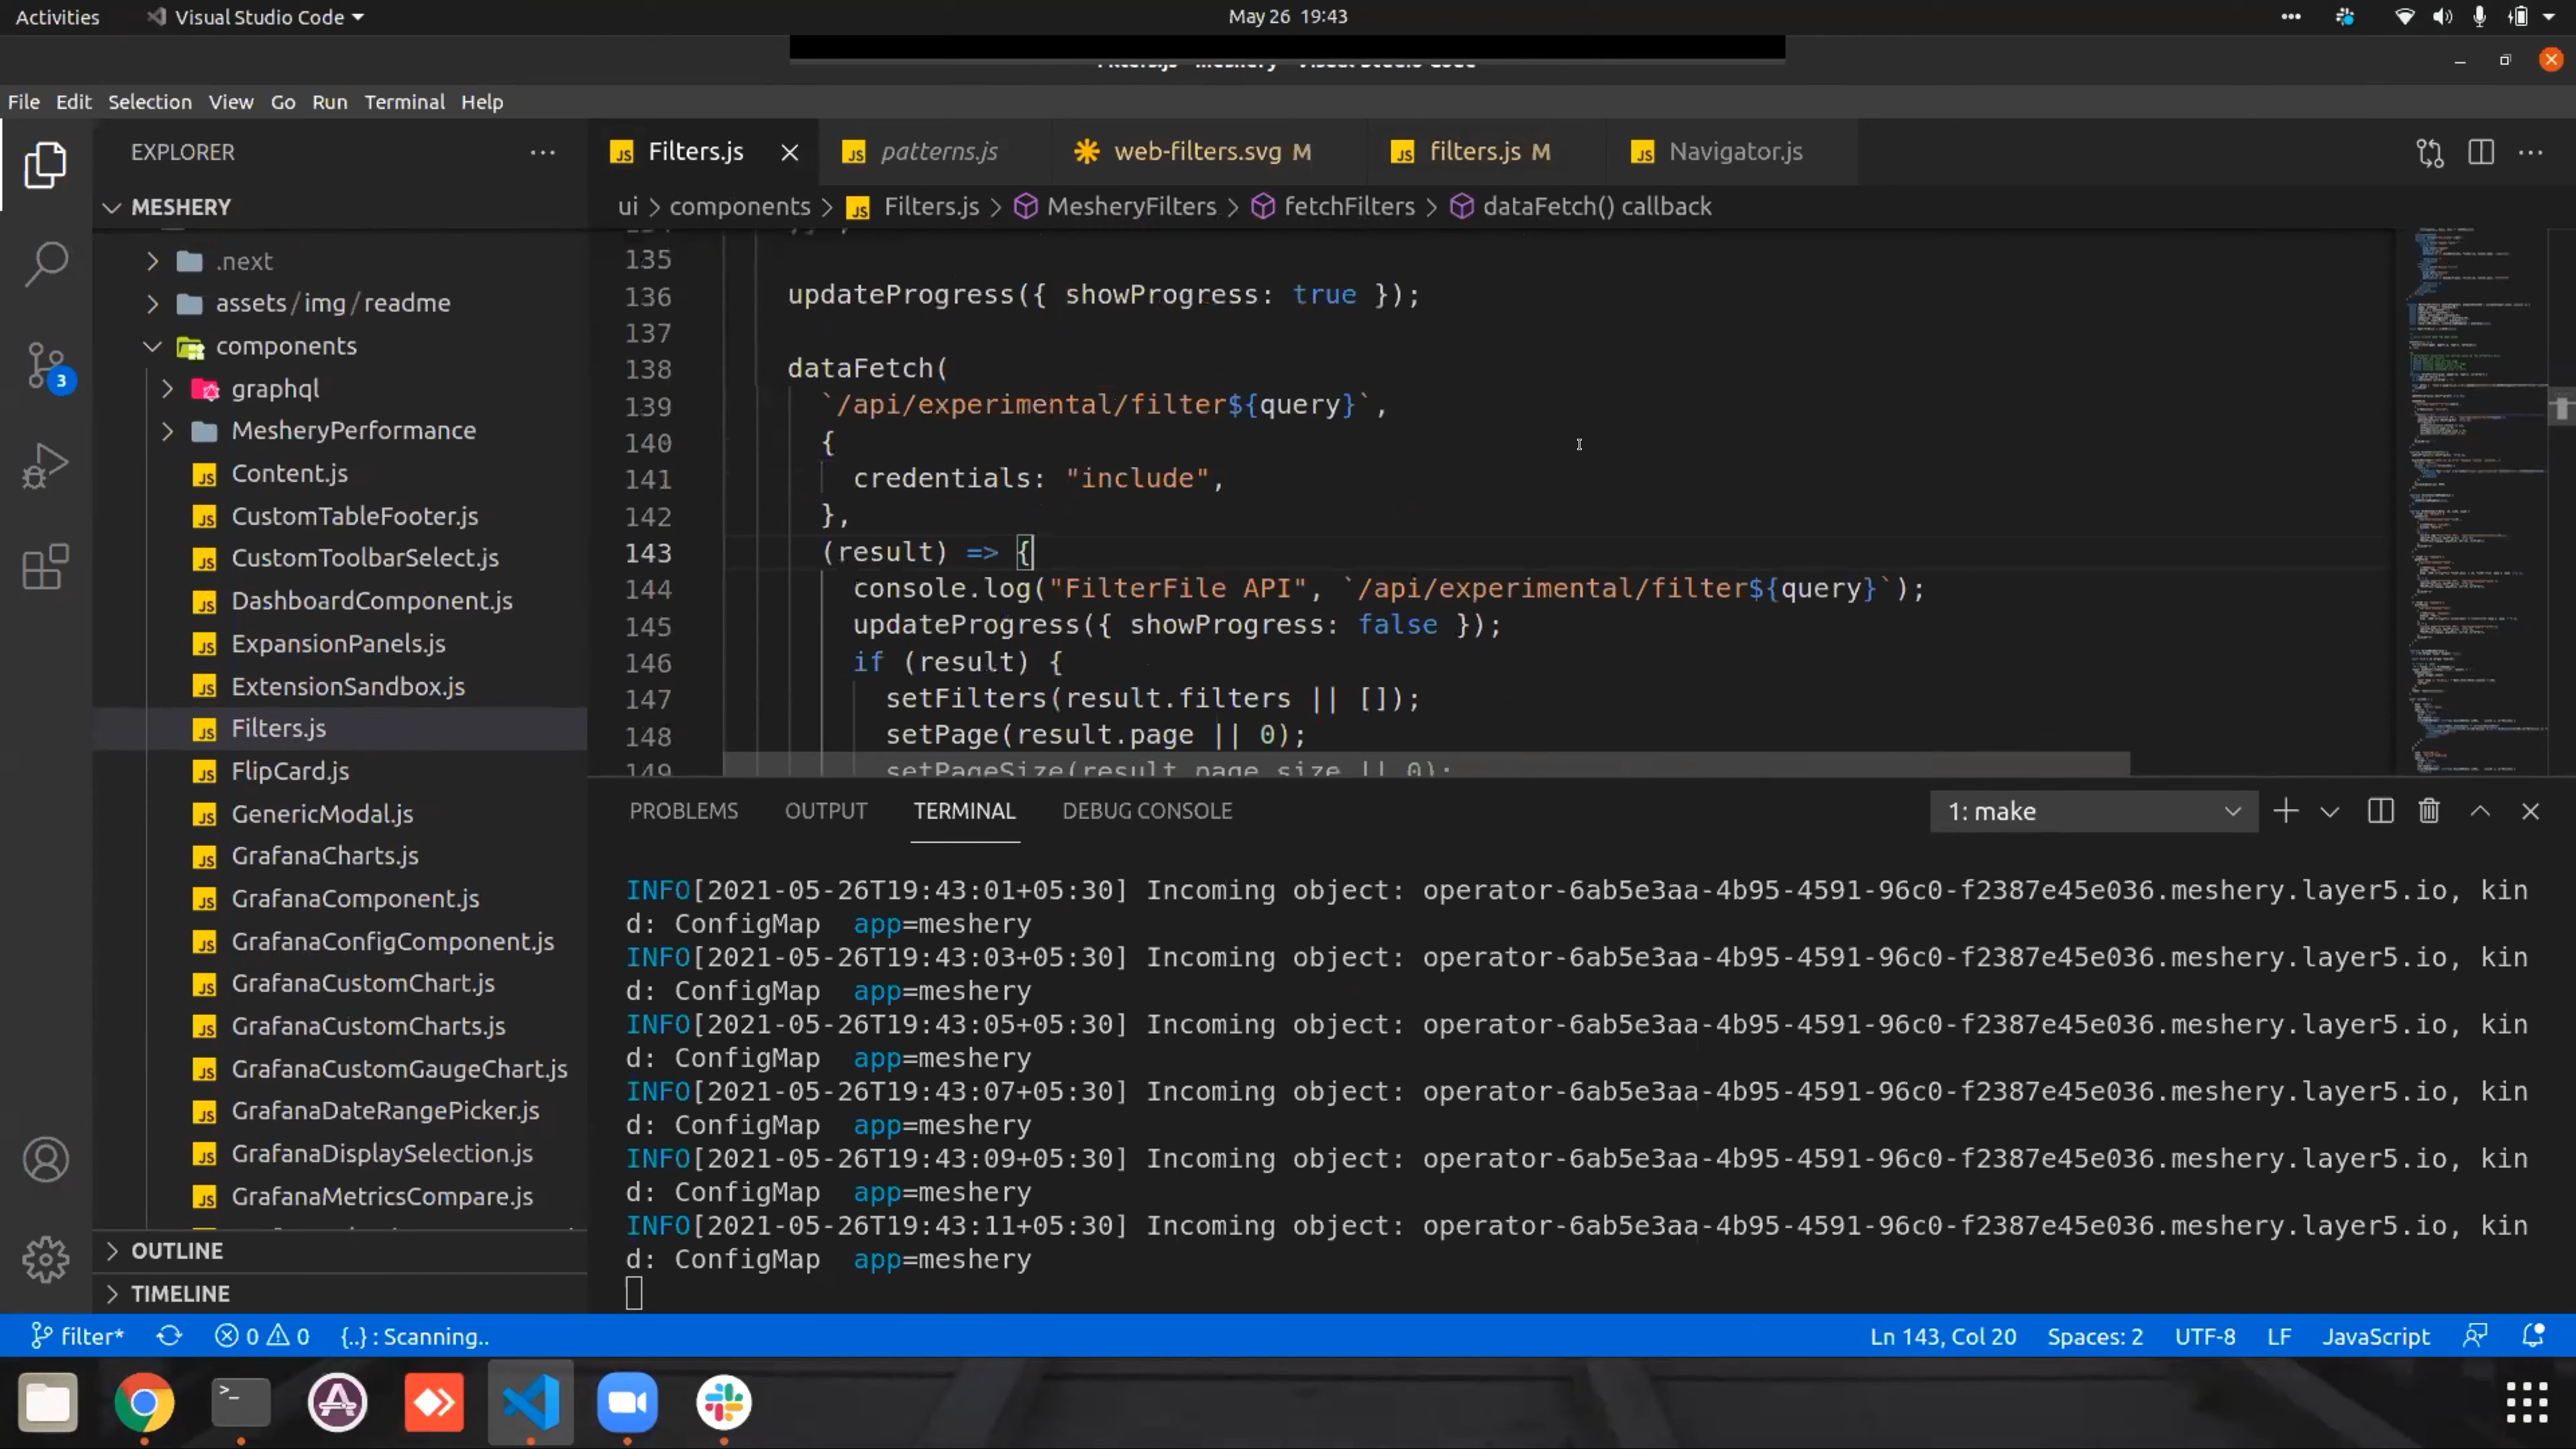 Activities
Visual Studio Code
May 26 19:43
Filters.js - meshery - Visual Studio Code
File Edit Selection View Go Run Terminal Help
EXPLORER
Filters.js
patterns.js
web-filters.svg M
filters.js M
Navigator.js
MESHERY
ui > components > Filters.js > MesheryFilters > fetchFilters > dataFetch() callback
.next
assets/img/readme
components
graphql
MesheryPerformance
Content.js
CustomTableFooter.js
CustomToolbarSelect.js
DashboardComponent.js
ExpansionPanels.js
ExtensionSandbox.js
Filters.js
FlipCard.js
GenericModal.js
GrafanaCharts.js
GrafanaComponent.js
GrafanaConfigComponent.js
GrafanaCustomChart.js
GrafanaCustomCharts.js
GrafanaCustomGaugeChart.js
GrafanaDateRangePicker.js
GrafanaDisplaySelection.js
GrafanaMetricsCompare.js
OUTLINE
TIMELINE
3
135
136 updateProgress({ showProgress: true });
137
138 dataFetch(
139 `/api/experimental/filter${query}`,
140 {
141 credentials: "include",
142 },
143 (result) => {
144 console.log("FilterFile API", `/api/experimental/filter${query}`);
145 updateProgress({ showProgress: false });
146 if (result) {
147 setFilters(result.filters || []);
148 setPage(result.page || 0);
149 setPageSize(result.page_size || 0);
PROBLEMS OUTPUT TERMINAL DEBUG CONSOLE
1: make
INFO[2021-05-26T19:43:01+05:30] Incoming object: operator-6ab5e3aa-4b95-4591-96c0-f2387e45e036.meshery.layer5.io, kin
d: ConfigMap app=meshery
INFO[2021-05-26T19:43:03+05:30] Incoming object: operator-6ab5e3aa-4b95-4591-96c0-f2387e45e036.meshery.layer5.io, kin
d: ConfigMap app=meshery
INFO[2021-05-26T19:43:05+05:30] Incoming object: operator-6ab5e3aa-4b95-4591-96c0-f2387e45e036.meshery.layer5.io, kin
d: ConfigMap app=meshery
INFO[2021-05-26T19:43:07+05:30] Incoming object: operator-6ab5e3aa-4b95-4591-96c0-f2387e45e036.meshery.layer5.io, kin
d: ConfigMap app=meshery
INFO[2021-05-26T19:43:09+05:30] Incoming object: operator-6ab5e3aa-4b95-4591-96c0-f2387e45e036.meshery.layer5.io, kin
d: ConfigMap app=meshery
INFO[2021-05-26T19:43:11+05:30] Incoming object: operator-6ab5e3aa-4b95-4591-96c0-f2387e45e036.meshery.layer5.io, kin
d: ConfigMap app=meshery
filter*
0 0
{..} : Scanning..
Ln 143, Col 20
Spaces: 2
UTF-8
LF
JavaScript